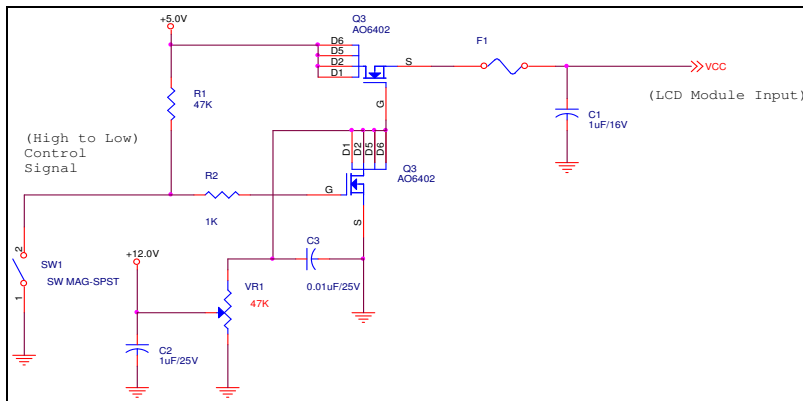 +5.0V
Q3
AO6402
D6
D5
D2
D1
S
G
F1
VCC
(LCD Module Input)
C1
1uF/16V
R1
47K
(High to Low)
Control
Signal
R2
1K
D1
D2
D5
D6
Q3
AO6402
G
S
2
SW1
SW MAG-SPST
1
+12.0V
C3
0.01uF/25V
VR1
47K
C2
1uF/25V